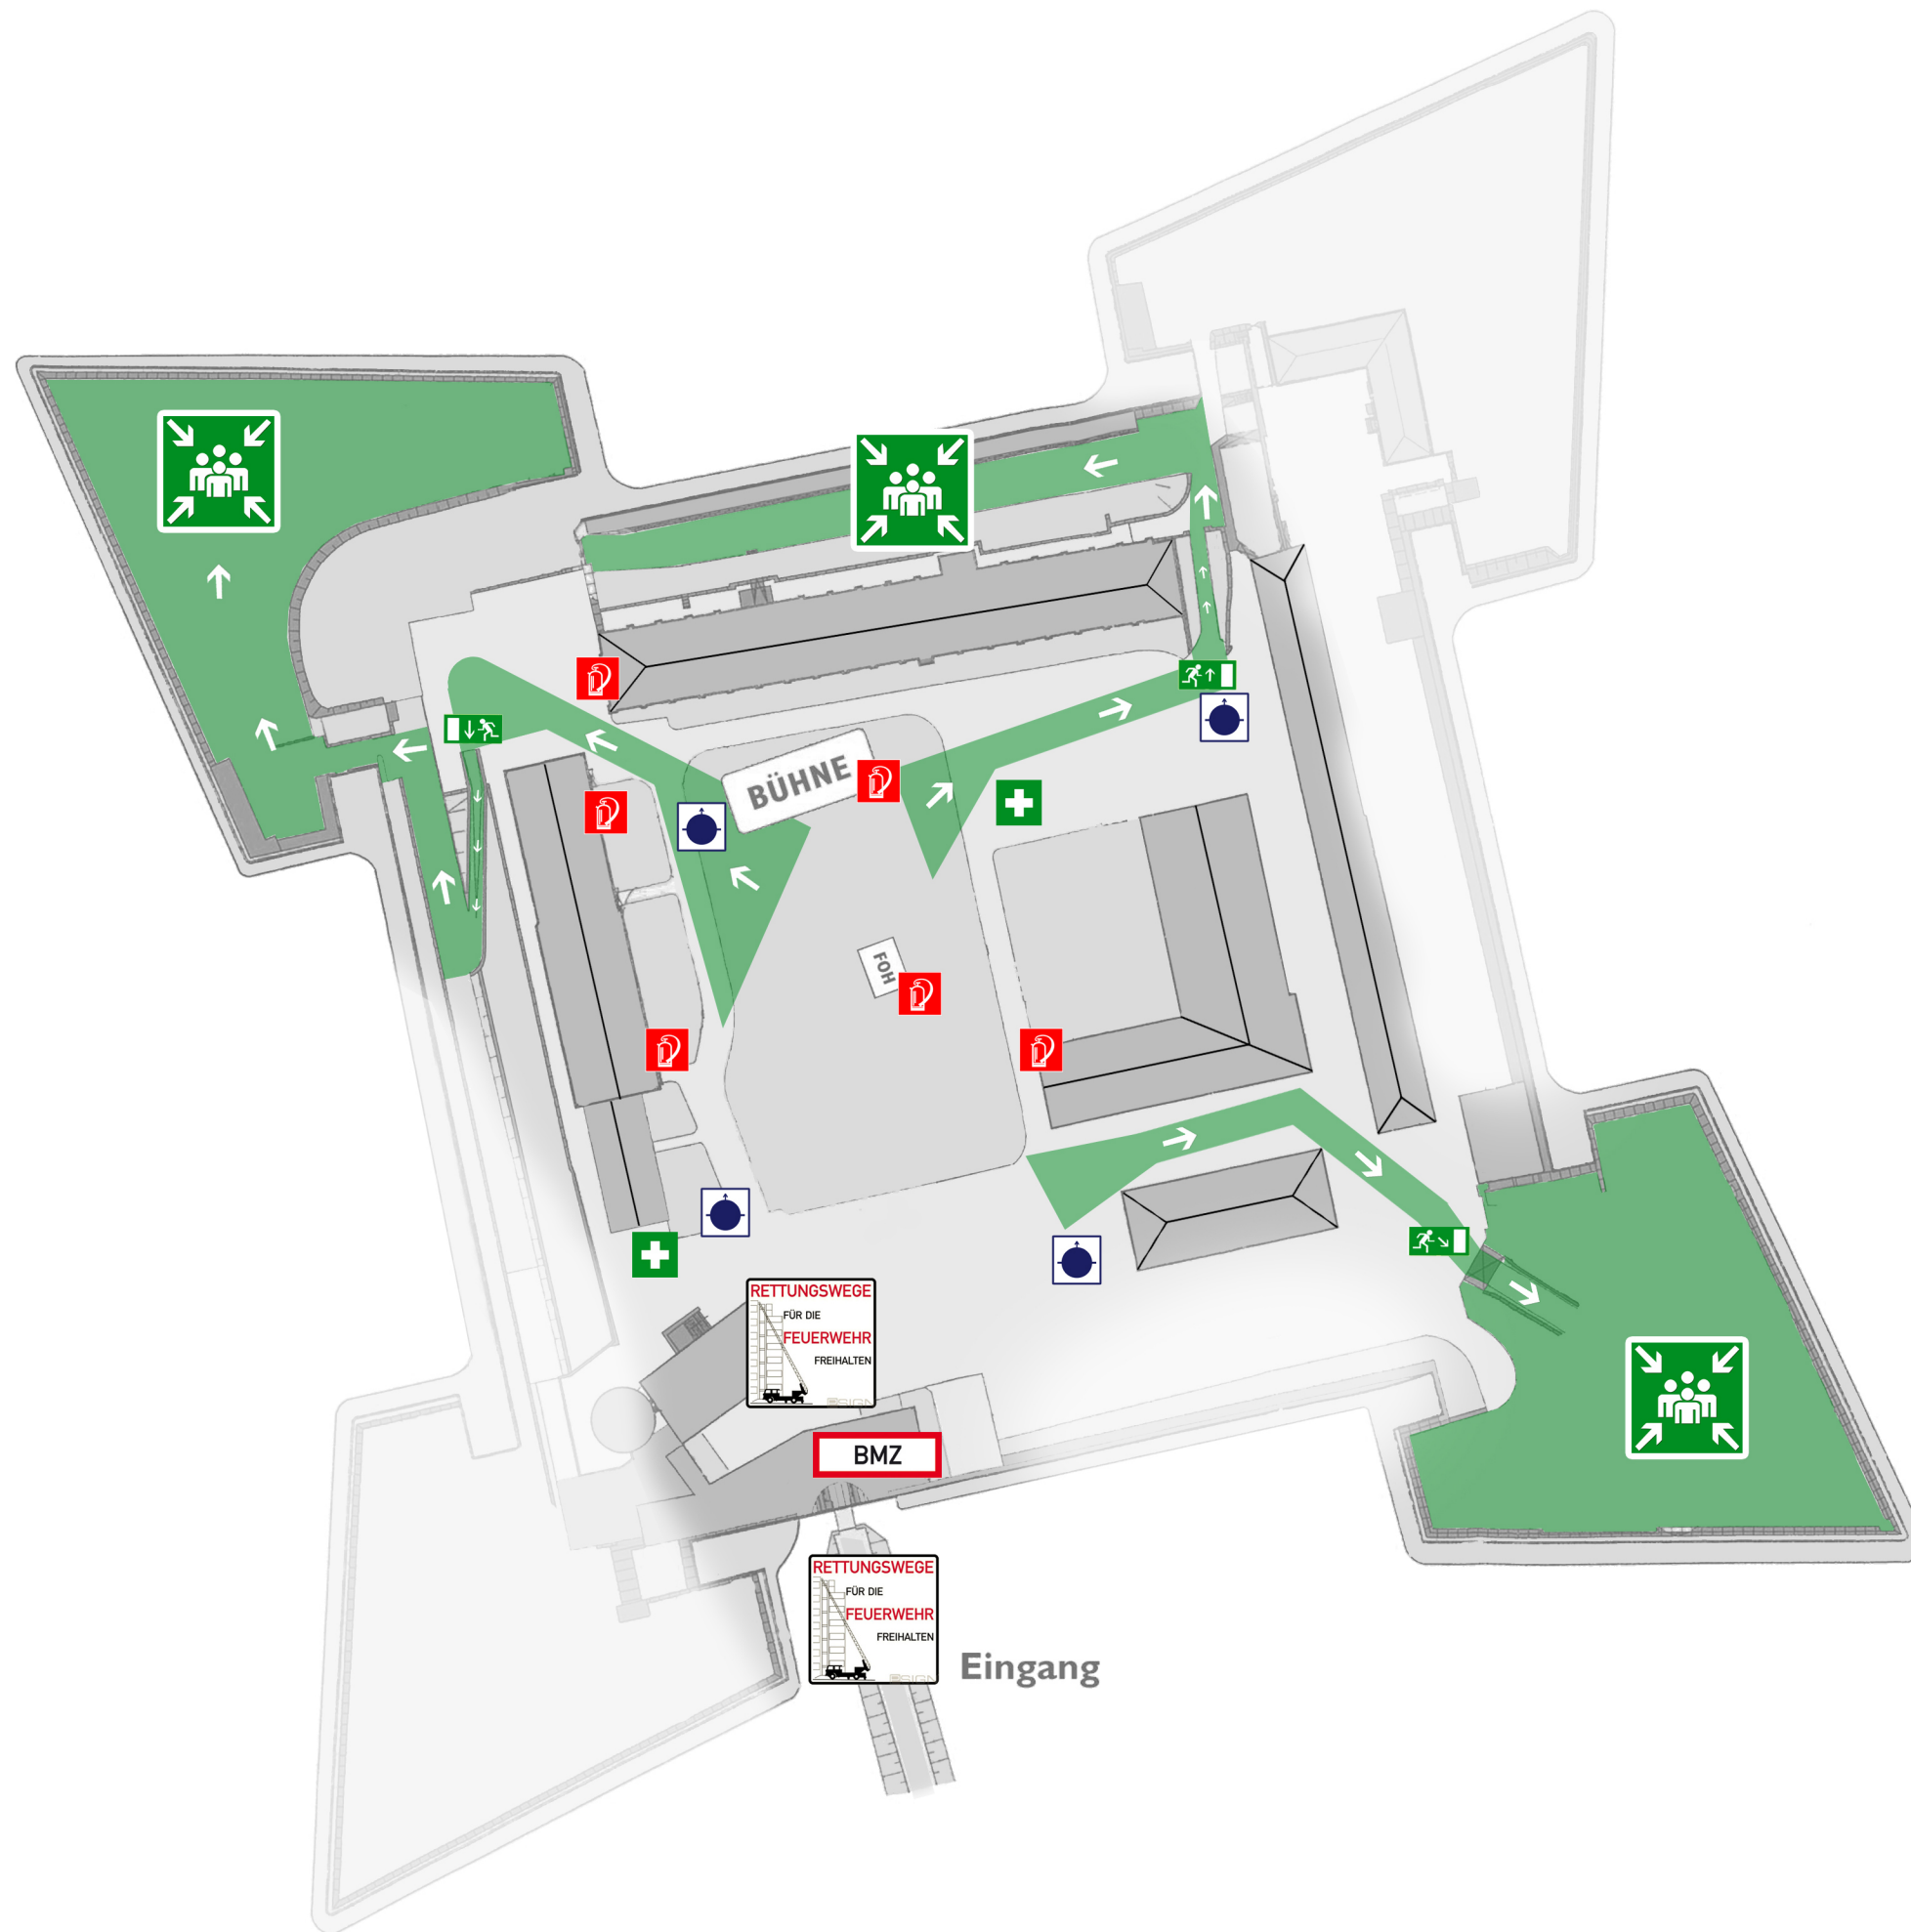 BÜHNE
FOH
RETTUNGSWEGE
FÜR DIE
FEUERWEHR
FREIHALTEN
BMZ
RETTUNGSWEGE
FÜR DIE
FEUERWEHR
FREIHALTEN
Eingang